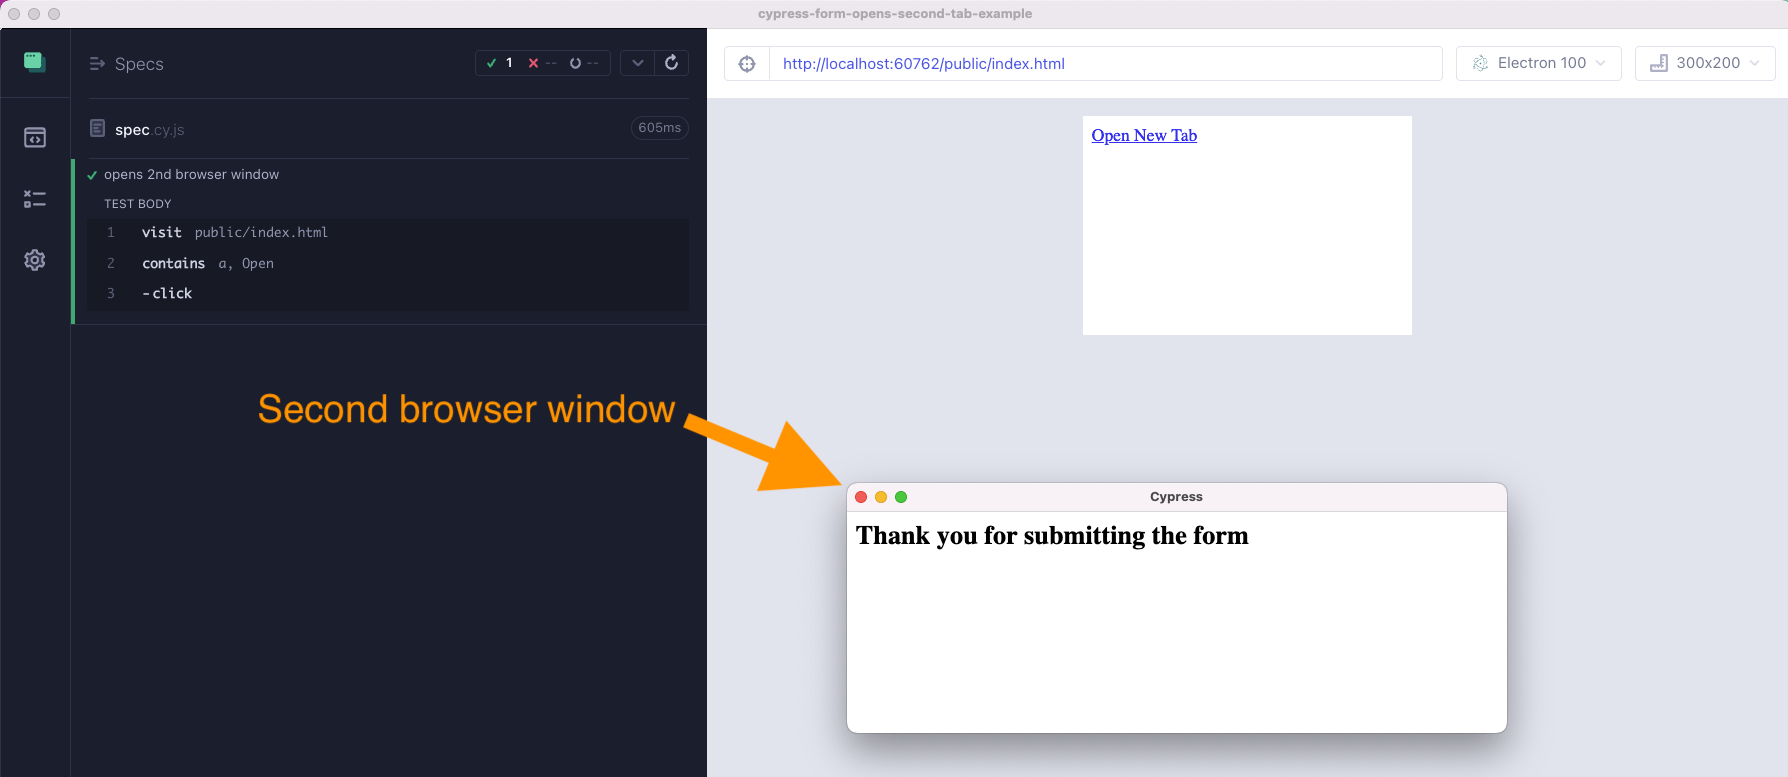 cypress-form-opens-second-tab-example
Specs
1 -- --
spec.cy.js
605ms
opens 2nd browser window
TEST BODY
1 visit public/index.html
2 contains a, Open
3 -click
http://localhost:60762/public/index.html
Electron 100
300x200
Open New Tab
Second browser window
Cypress
Thank you for submitting the form